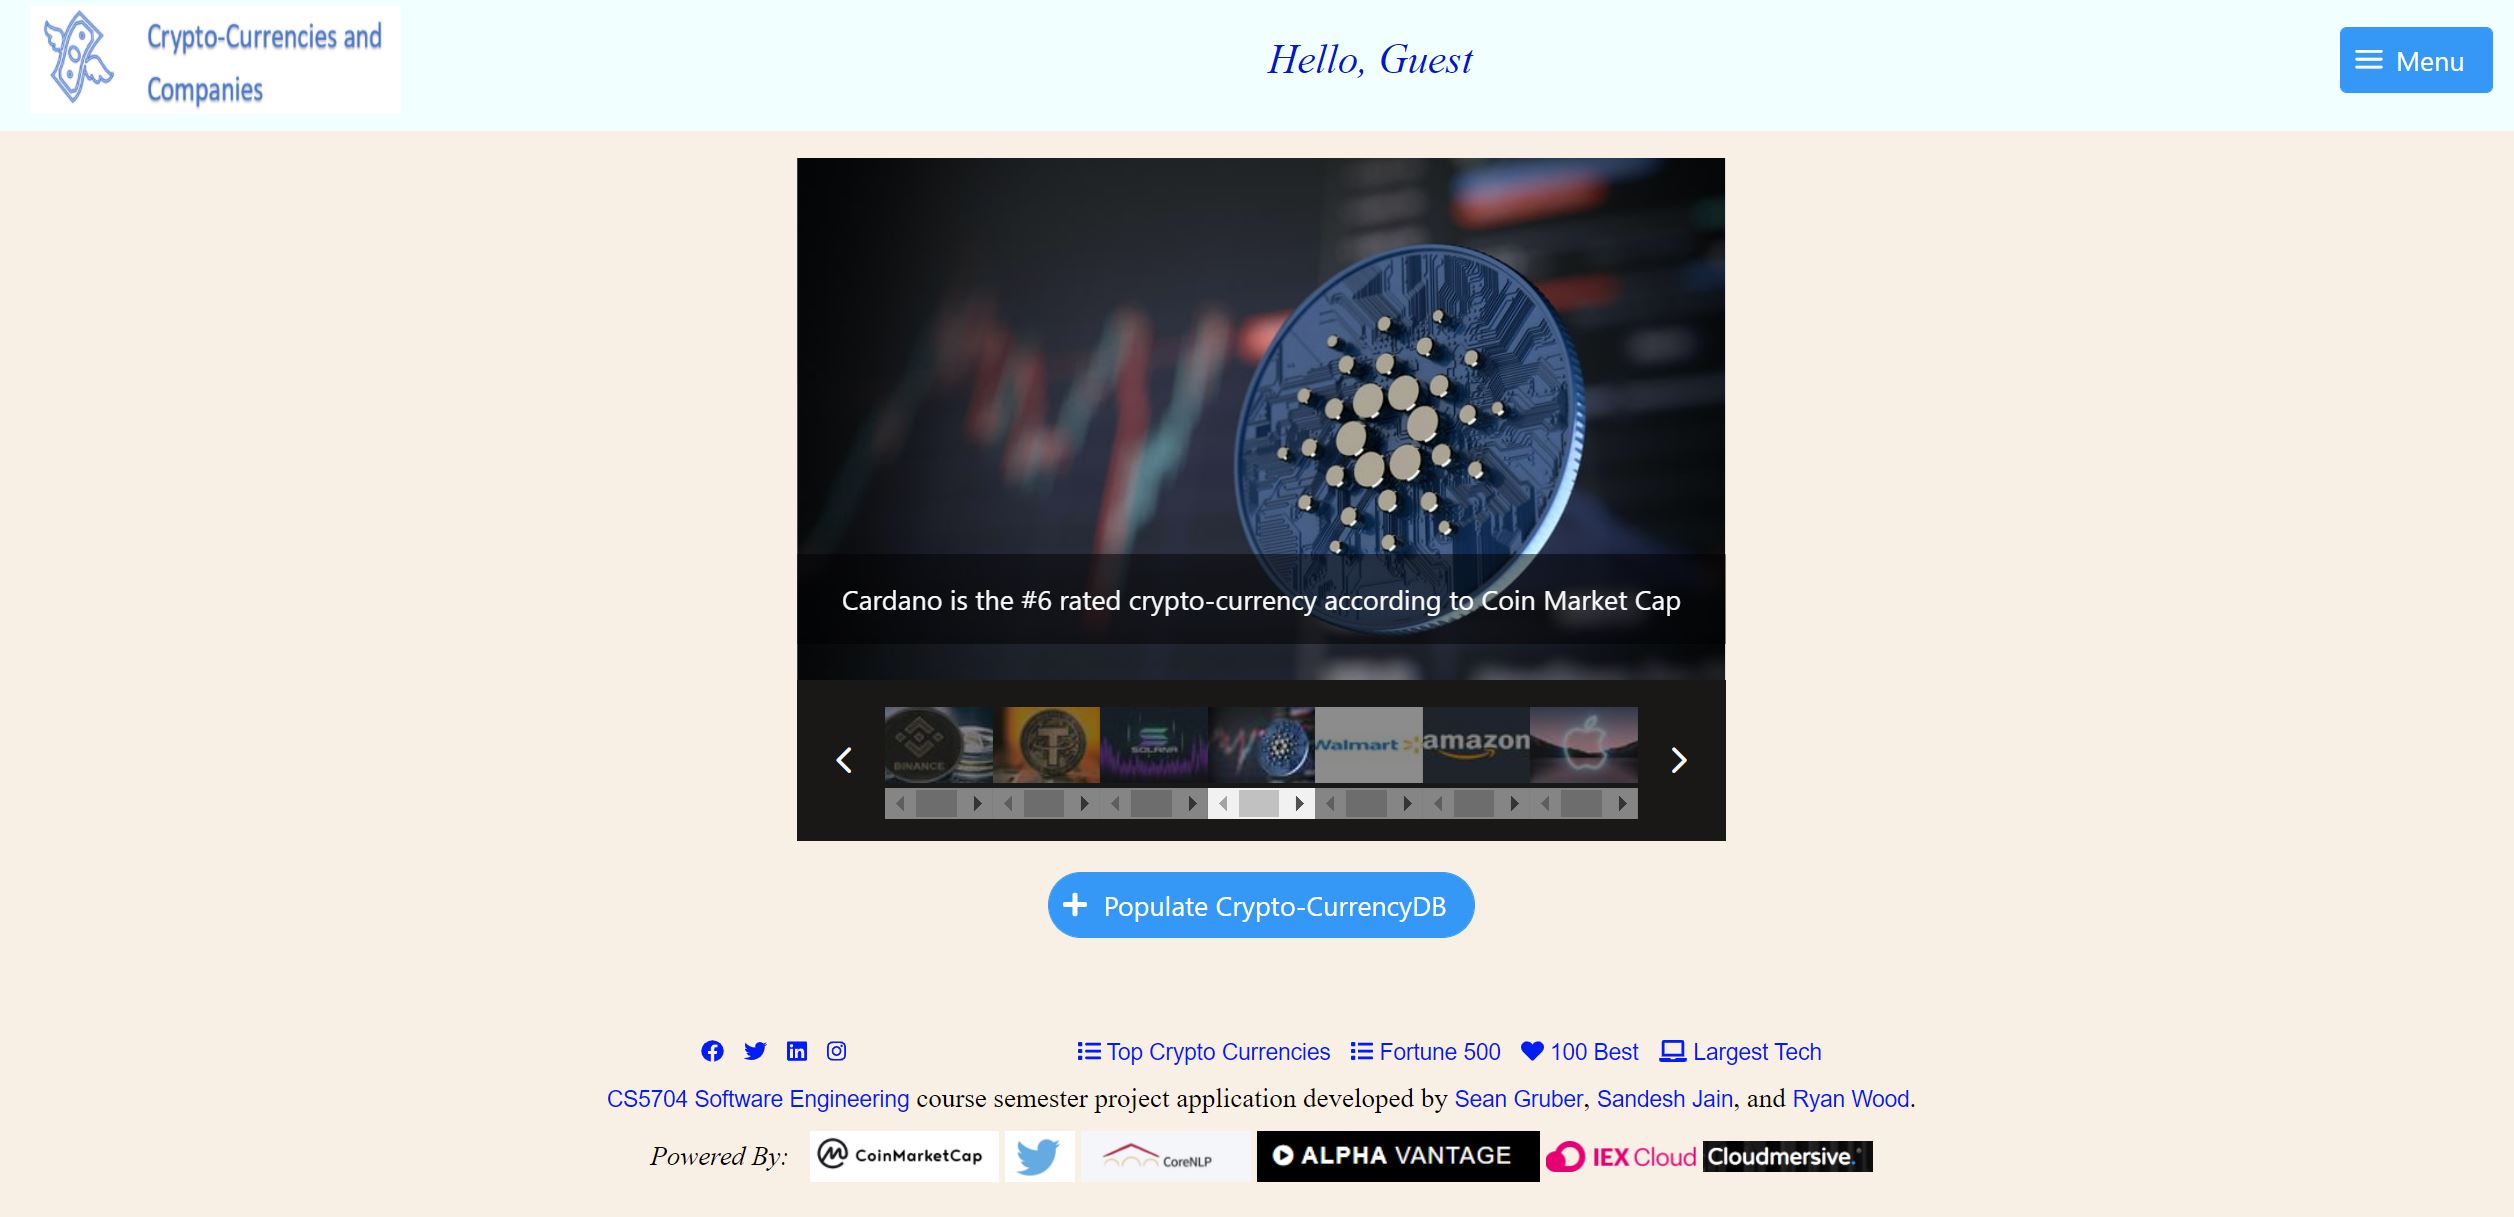 Crypto-Currencies and
Companies
Hello, Guest
Menu
Cardano is the #6 rated crypto-currency according to Coin Market Cap
BINANCE
SOLANA
Walmart
amazon
Populate Crypto-CurrencyDB
Top Crypto Currencies Fortune 500 100 Best Largest Tech
CS5704 Software Engineering course semester project application developed by Sean Gruber, Sandesh Jain, and Ryan Wood.
Powered By: CoinMarketCap CoreNLP ALPHA VANTAGE IEX Cloud Cloudmersive.